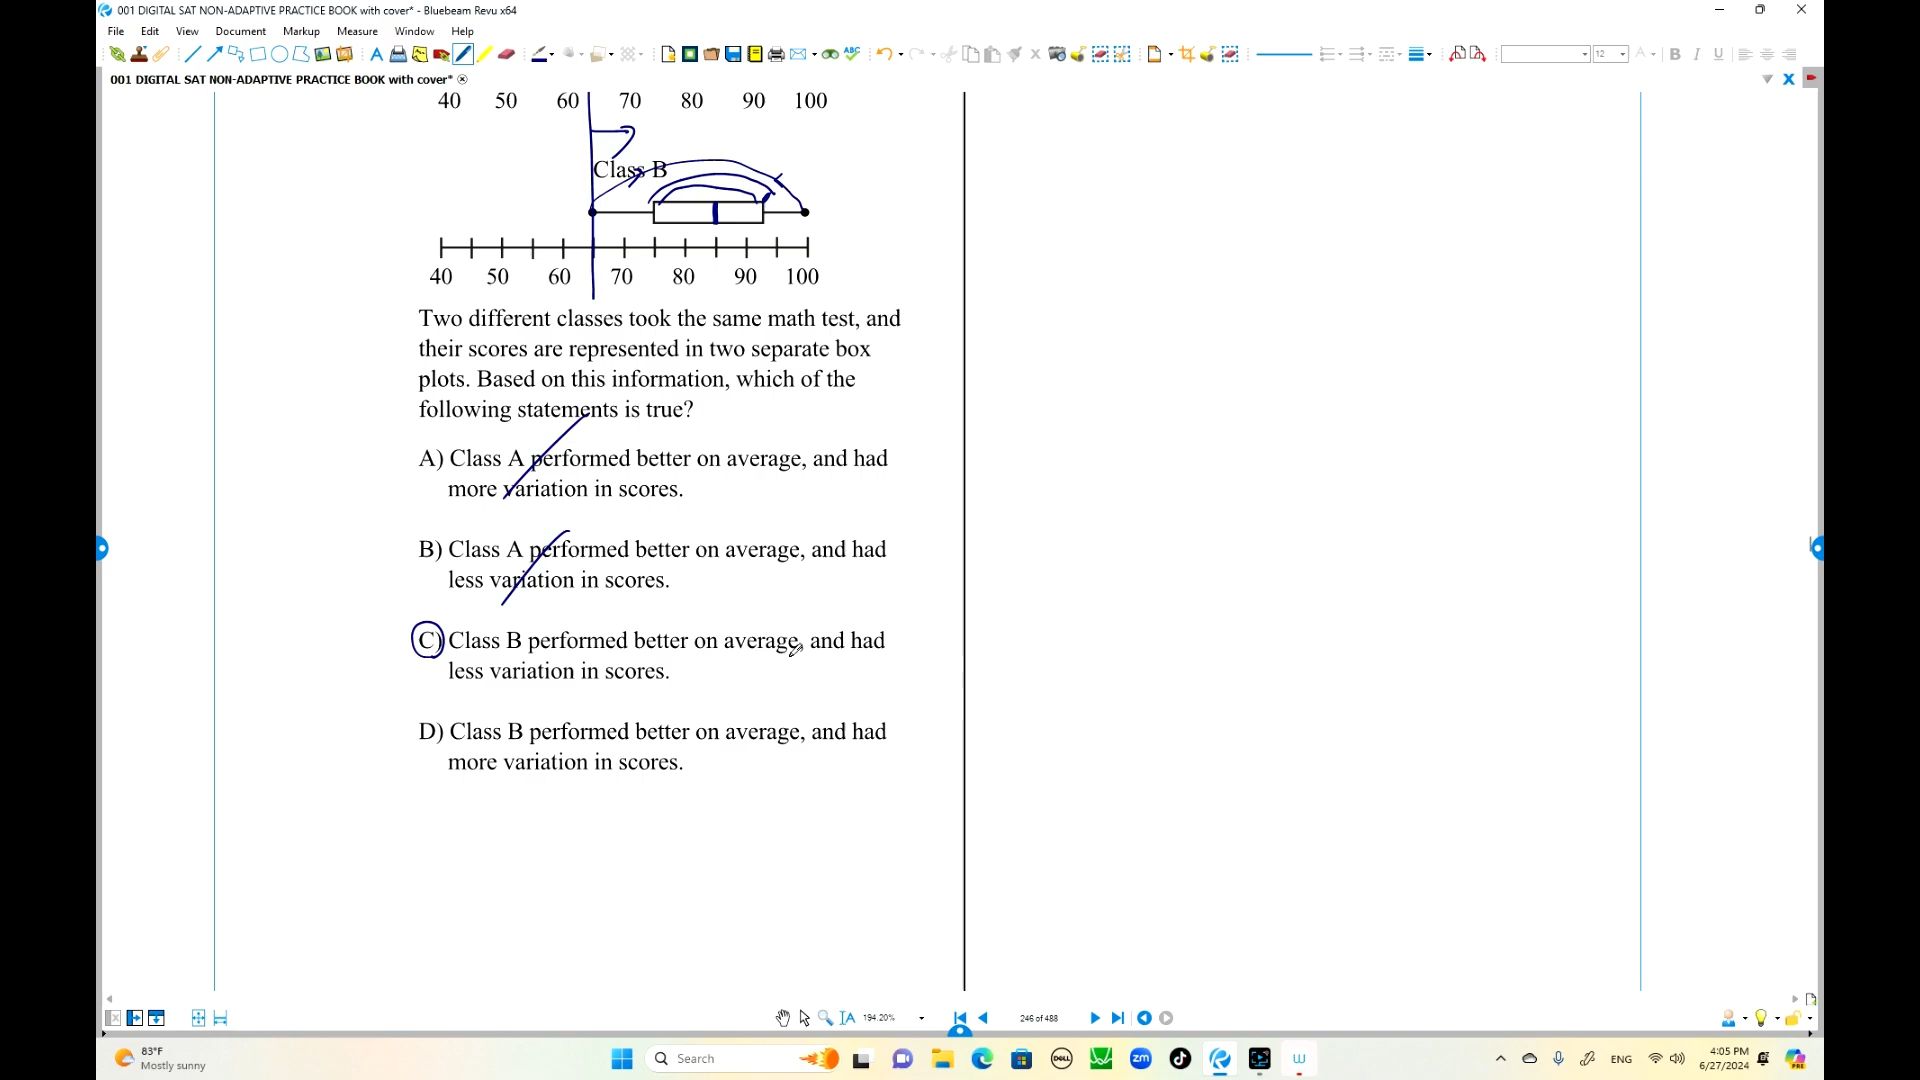 001 DIGITAL SAT NON-ADAPTIVE PRACTICE BOOK with cover* - Bluebeam Revu x64
File Edit View Document Markup Measure Window Help
12
001 DIGITAL SAT NON-ADAPTIVE PRACTICE BOOK with cover*
40 50 60 70 80 90 100
Class B
40 50 60 70 80 90 100
Two different classes took the same math test, and
their scores are represented in two separate box
plots. Based on this information, which of the
following statements is true?
A) Class A performed better on average, and had
more variation in scores.
B) Class A performed better on average, and had
less variation in scores.
C) Class B performed better on average, and had
less variation in scores.
D) Class B performed better on average, and had
more variation in scores.
194.20%
246 of 488
83°F
Mostly sunny
Search
DELL
zm
ENG
4:05 PM
6/27/2024
PRE